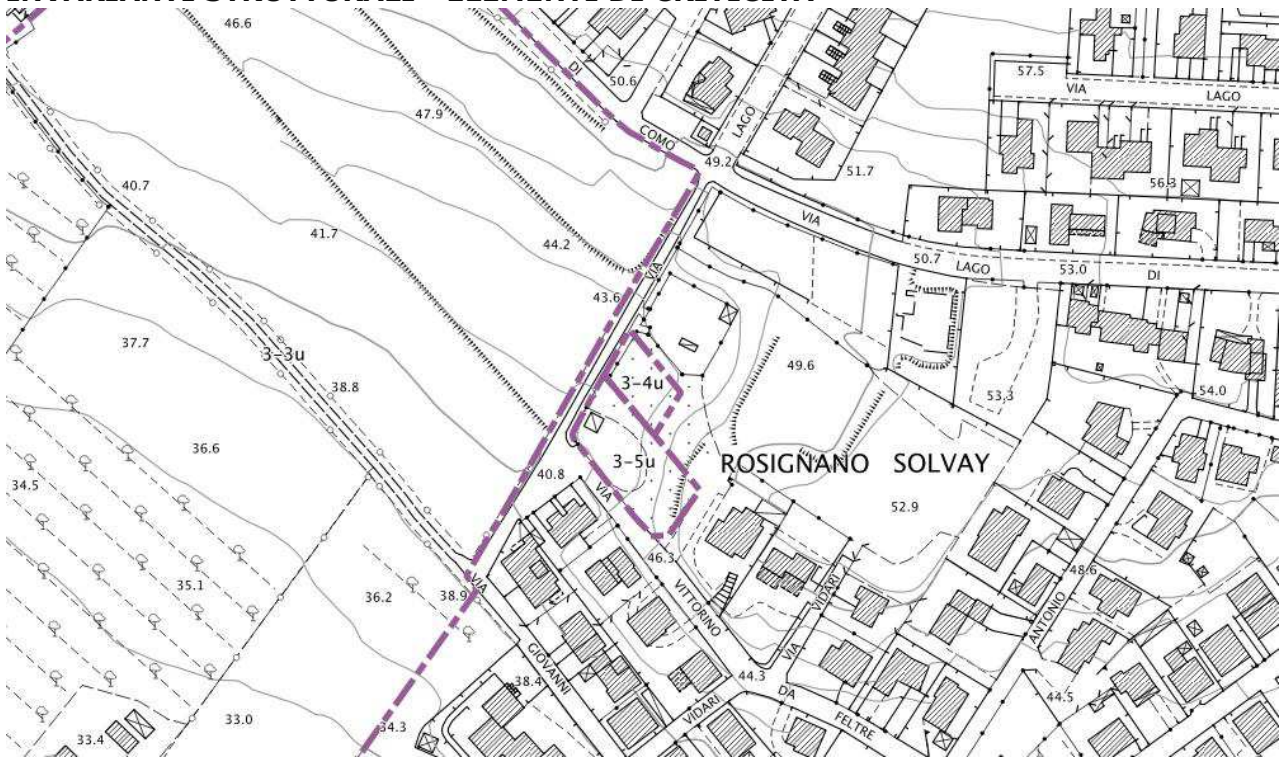 46.6
50.6
DI
COMO
47.9
LAGO
49.2
51.7
57.5
VIA
LAGO
56.3
40.7
41.7
44.2
VIA
50.7
LAGO
53.0
DI
VIA
43.6
37.7
3-3u
38.8
3-4u
49.6
53.3
54.0
36.6
34.5
40.8
3-5u
ROSIGNANO SOLVAY
VIA
52.9
46.3
35.1
36.2
38.9
VIA
VITTORINO
VIDARI
VIA
ANTONIO
48.6
GIOVANNI
38.4
44.3
DA
FELTRE
VIDARI
44.5
33.0
34.3
33.4